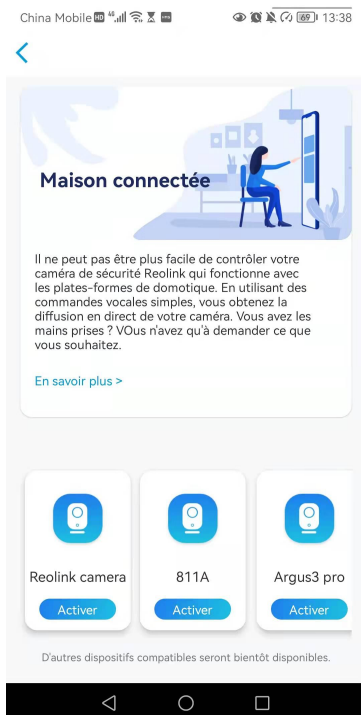 China Mobile HD 4G 69 13:38
Maison connectée
Il ne peut pas être plus facile de contrôler votre
caméra de sécurité Reolink qui fonctionne avec
les plates-formes de domotique. En utilisant des
commandes vocales simples, vous obtenez la
diffusion en direct de votre caméra. Vous avez les
mains prises ? VOus n'avez qu'à demander ce que
vous souhaitez.
En savoir plus >
Reolink camera 811A Argus3 pro
Activer Activer Activer
D'autres dispositifs compatibles seront bientôt disponibles.